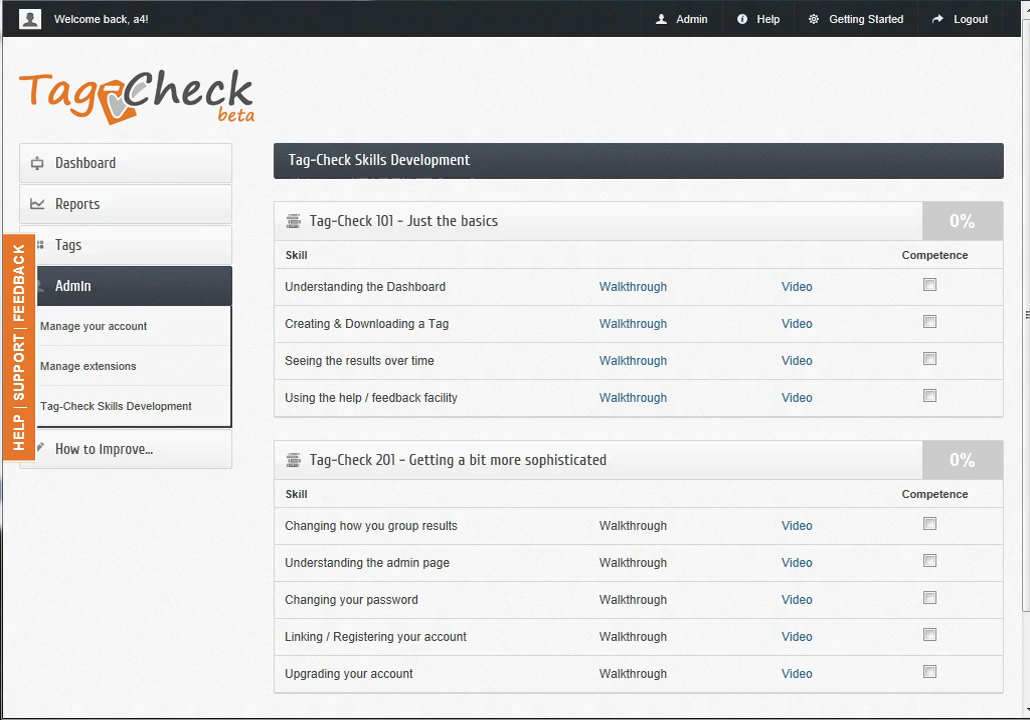 Welcome back, a4!
Admin
Help
Getting Started
Logout
Tag Check
beta
Dashboard
Reports
Tags
Admin
Manage your account
Manage extensions
Tag-Check Skills Development
How to Improve...
HELP | SUPPORT | FEEDBACK
Tag-Check Skills Development
Tag-Check 101 - Just the basics 0%
Skill Competence
Understanding the Dashboard Walkthrough Video
Creating & Downloading a Tag Walkthrough Video
Seeing the results over time Walkthrough Video
Using the help / feedback facility Walkthrough Video
Tag-Check 201 - Getting a bit more sophisticated 0%
Skill Competence
Changing how you group results Walkthrough Video
Understanding the admin page Walkthrough Video
Changing your password Walkthrough Video
Linking / Registering your account Walkthrough Video
Upgrading your account Walkthrough Video